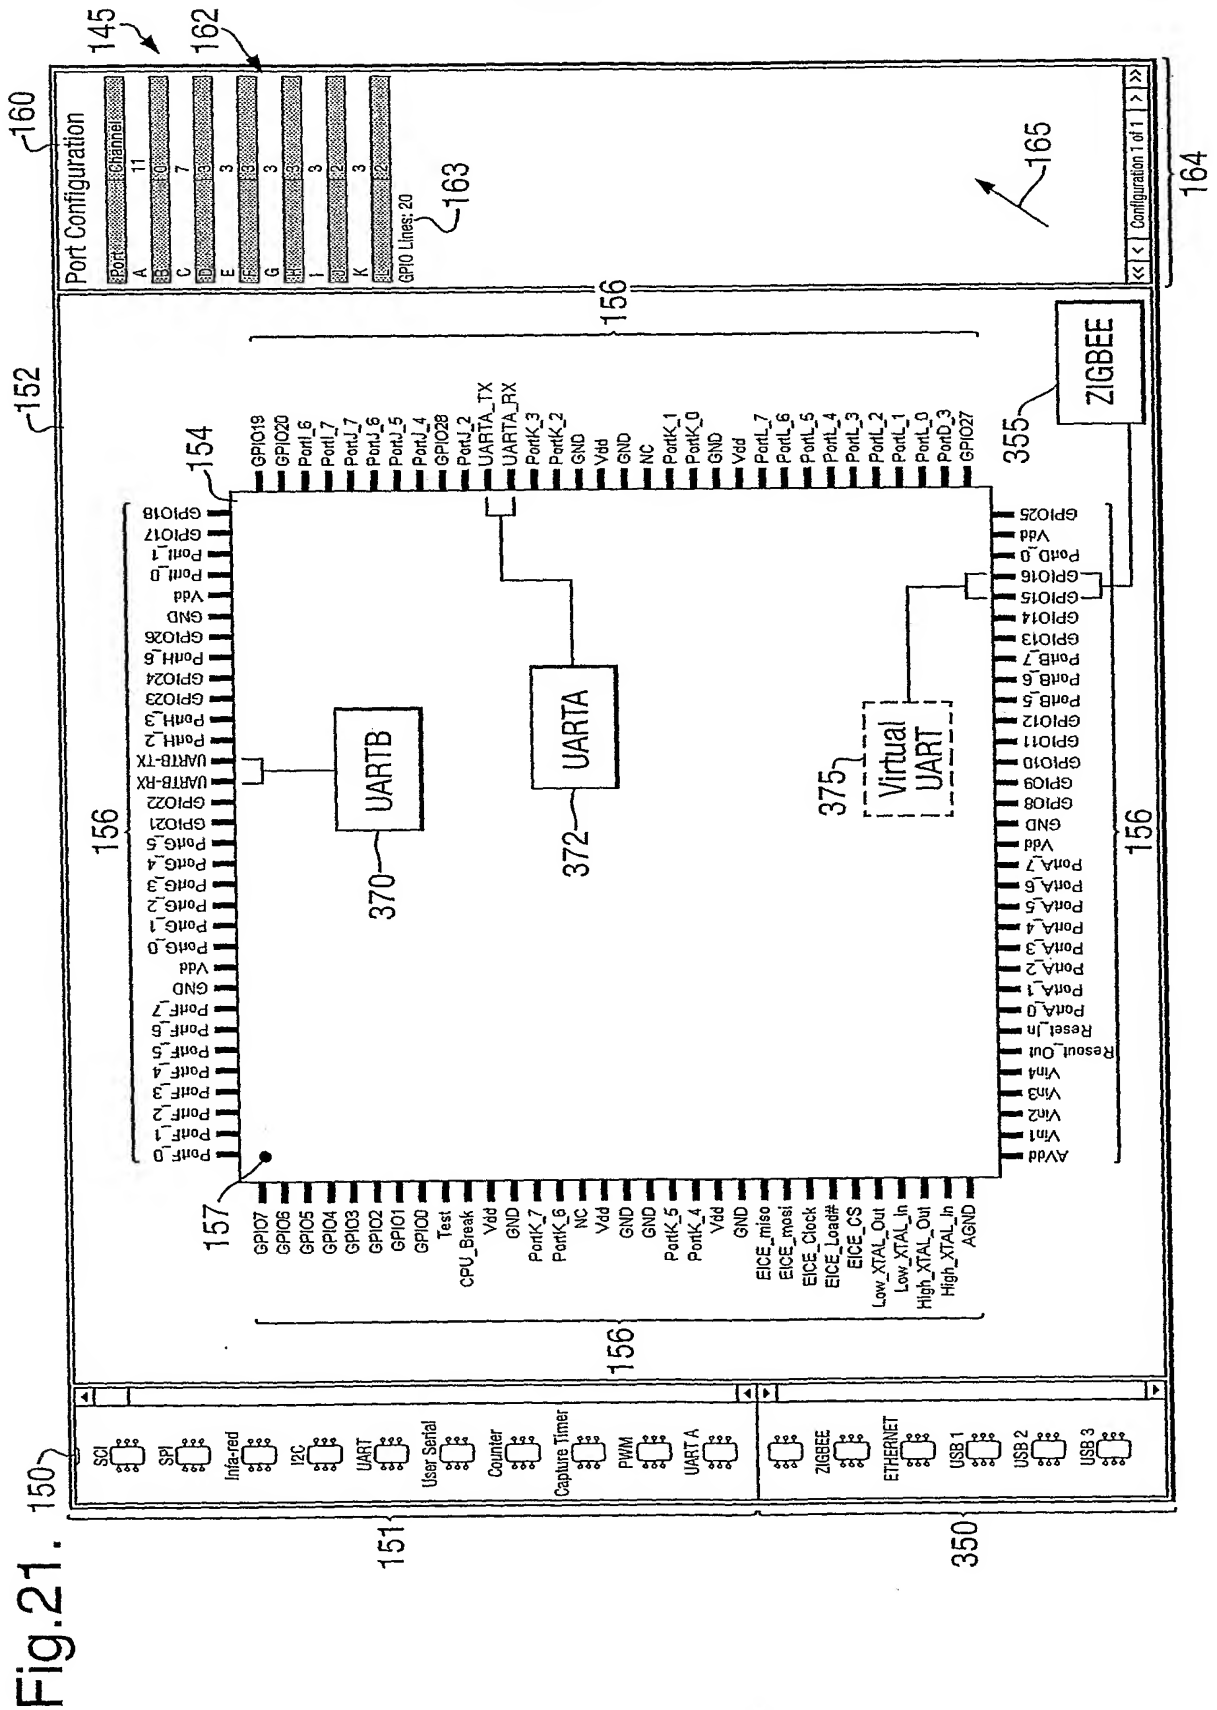 Fig.21.
150
152
160
145
SCI
SPI
Infa-red
I2C
UART
User Serial
Counter
Capture Timer
PWM
UART A
ZIGBEE
ETHERNET
USB 1
USB 2
USB 3
151
350
156
PortF_0
PortF_1
PortF_2
PortF_3
PortF_4
PortF_5
PortF_6
PortF_7
GND
Vdd
PortG_0
PortG_1
PortG_2
PortG_3
PortG_4
PortG_5
GPIO21
GPIO22
UARTB-RX
UARTB-TX
PortH_2
PortH_3
GPIO23
GPIO24
PortH_6
GPIO26
GND
Vdd
PortI_0
PortI_1
GPIO17
GPIO18
154
157
GPIO7
GPIO6
GPIO5
GPIO4
GPIO3
GPIO2
GPIO1
GPIO0
Test
CPU_Break
Vdd
GND
PortK_7
PortK_6
NC
Vdd
GND
GND
PortK_5
PortK_4
Vdd
GND
EICE_miso
EICE_mosi
EICE_Clock
EICE_Load#
EICE_CS
Low_XTAL_Out
Low_XTAL_In
High_XTAL_Out
High_XTAL_In
AGND
156
370
UARTB
372
UARTA
375
Virtual
UART
GPIO19
GPIO20
PortI_6
PortI_7
PortJ_7
PortJ_6
PortJ_5
PortJ_4
GPIO28
PortJ_2
UARTA_TX
UARTA_RX
PortK_3
PortK_2
GND
Vdd
GND
NC
PortK_1
PortK_0
GND
Vdd
PortL_7
PortL_6
PortL_5
PortL_4
PortL_3
PortL_2
PortL_1
PortL_0
PortD_3
GPIO27
156
AVdd
Vin1
Vin2
Vin3
Vin4
Resout_Out
Reset_In
PortA_0
PortA_1
PortA_2
PortA_3
PortA_4
PortA_5
PortA_6
PortA_7
Vdd
GND
GPIO8
GPIO9
GPIO10
GPIO11
GPIO12
PortB_5
PortB_6
PortB_7
GPIO13
GPIO14
GPIO15
GPIO16
PortD_0
Vdd
GPIO25
156
355
ZIGBEE
Port Configuration
162
Port Channel
A 11
B 0
C 7
D 3
E 3
F 3
G 3
H 3
I 3
J 2
K 3
L 2
GPIO Lines: 20
163
165
<< < Configuration 1 of 1 > >>
164